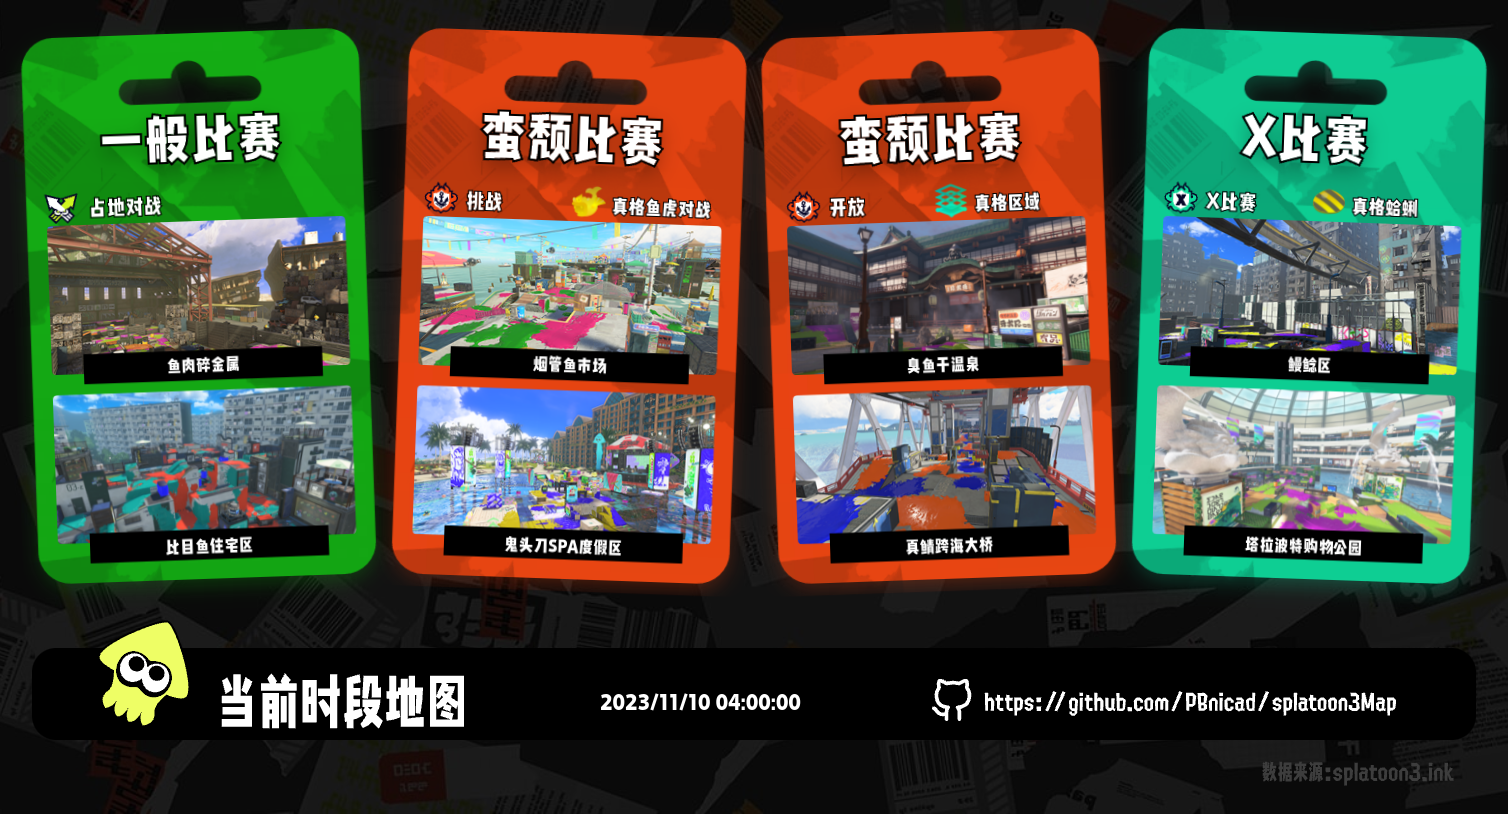 一般比赛
占地对战
鱼肉碎金属
比目鱼住宅区
蛮颓比赛
挑战
真格鱼虎对战
烟管鱼市场
鬼头刀SPA度假区
蛮颓比赛
开放
真格区域
臭鱼干温泉
真鲭跨海大桥
X比赛
X比赛
真格蛤蜊
鳗鲶区
塔拉波特购物公园
当前时段地图
2023/11/10 04:00:00
https://github.com/PBnicad/splatoon3Map
数据来源:splatoon3.ink